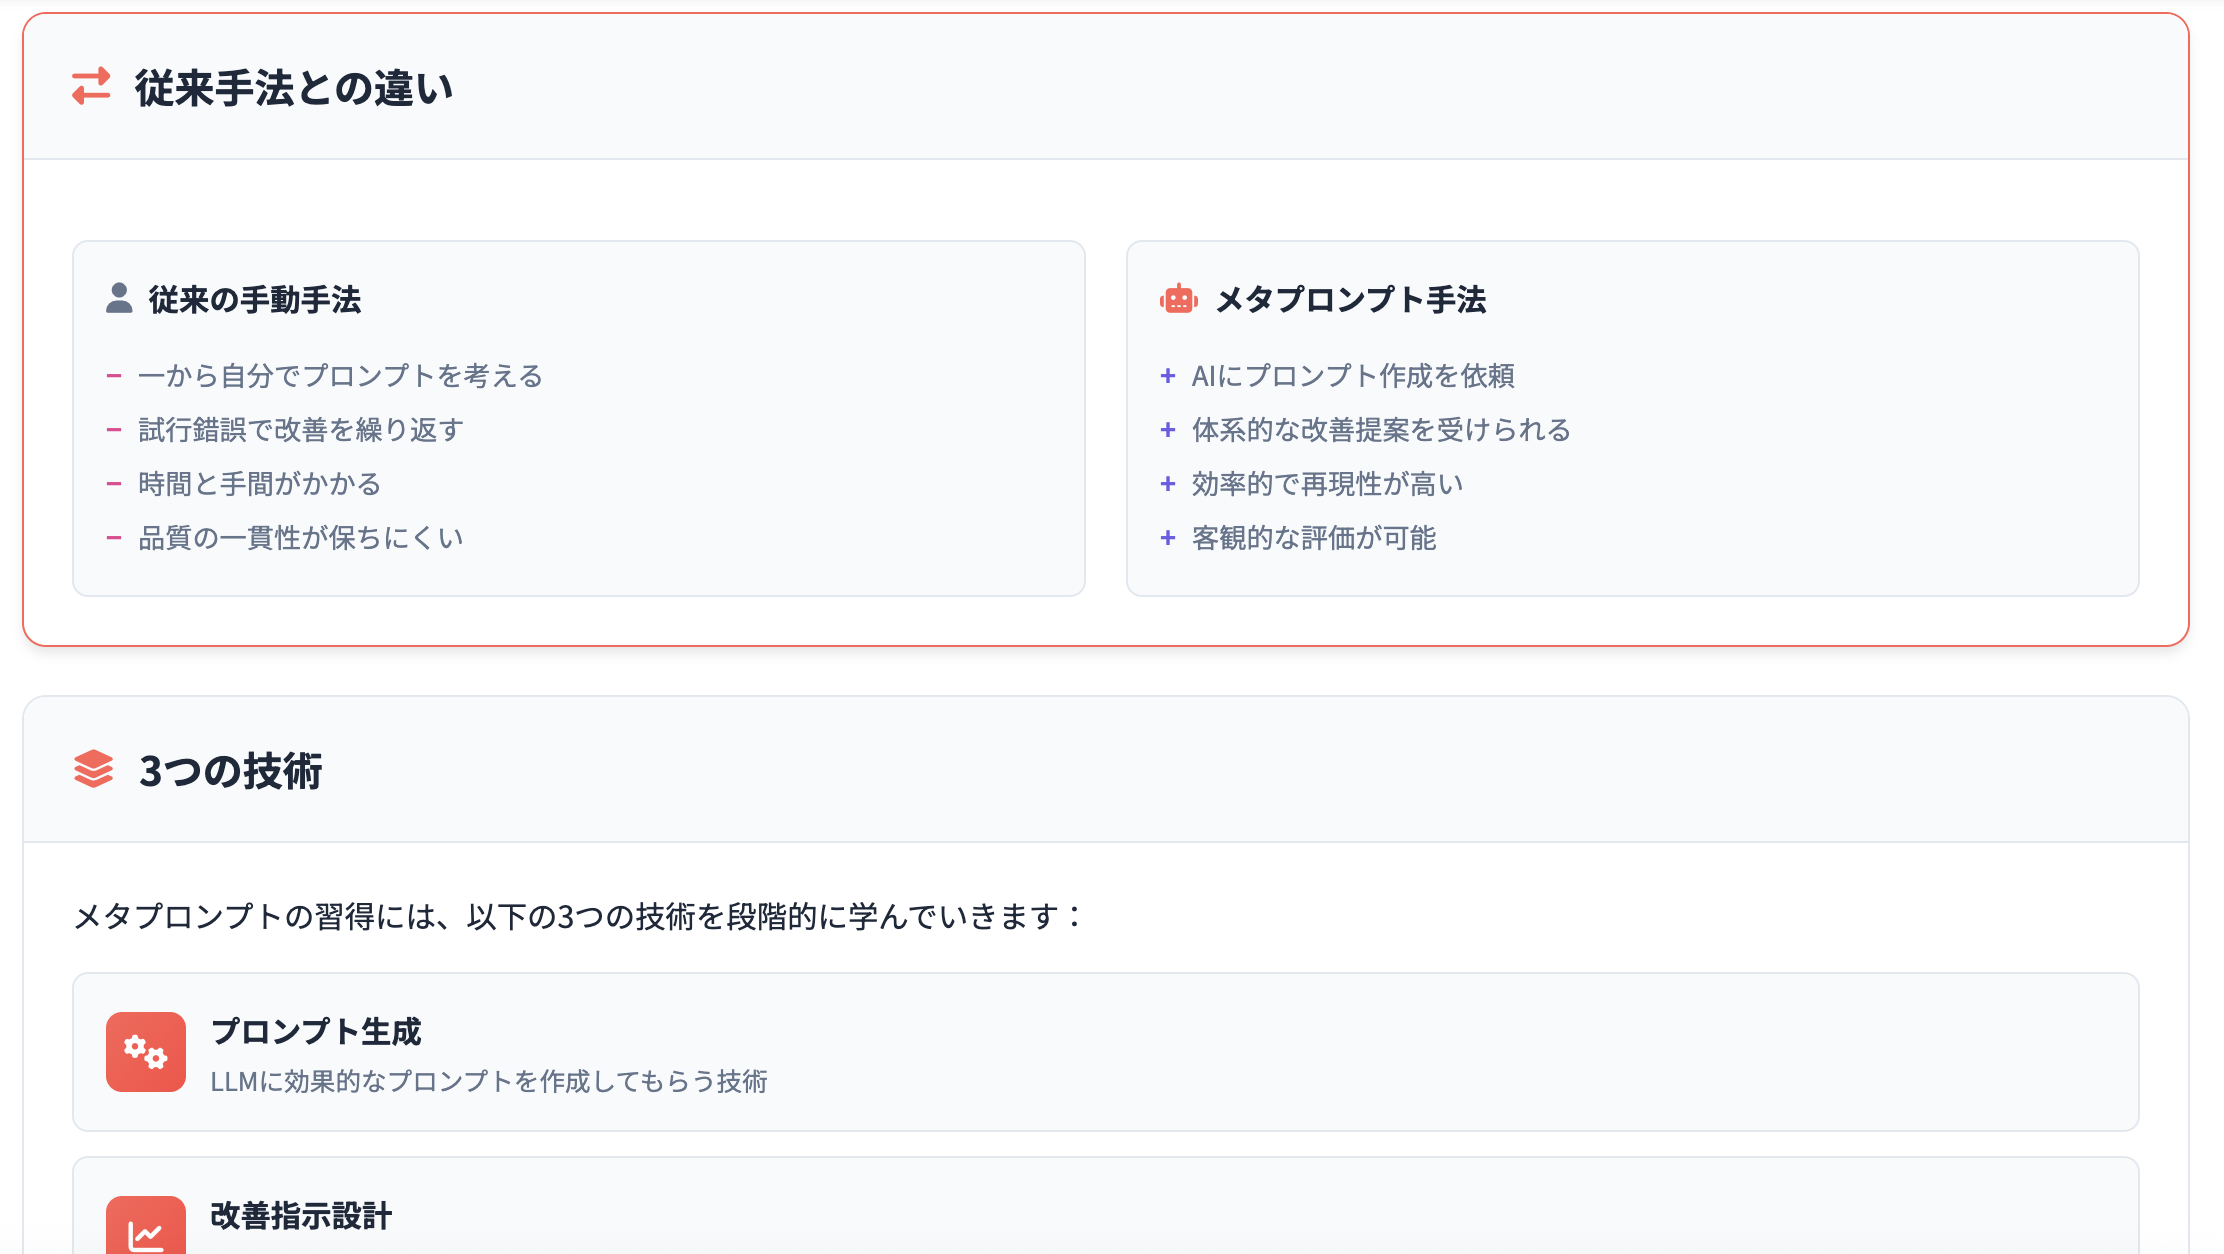 従来手法との違い
従来の手動手法
− 一から自分でプロンプトを考える
− 試行錯誤で改善を繰り返す
− 時間と手間がかかる
− 品質の一貫性が保ちにくい
メタプロンプト手法
+ AIにプロンプト作成を依頼
+ 体系的な改善提案を受けられる
+ 効率的で再現性が高い
+ 客観的な評価が可能
3つの技術
メタプロンプトの習得には、以下の3つの技術を段階的に学んでいきます：
プロンプト生成
LLMに効果的なプロンプトを作成してもらう技術
改善指示設計